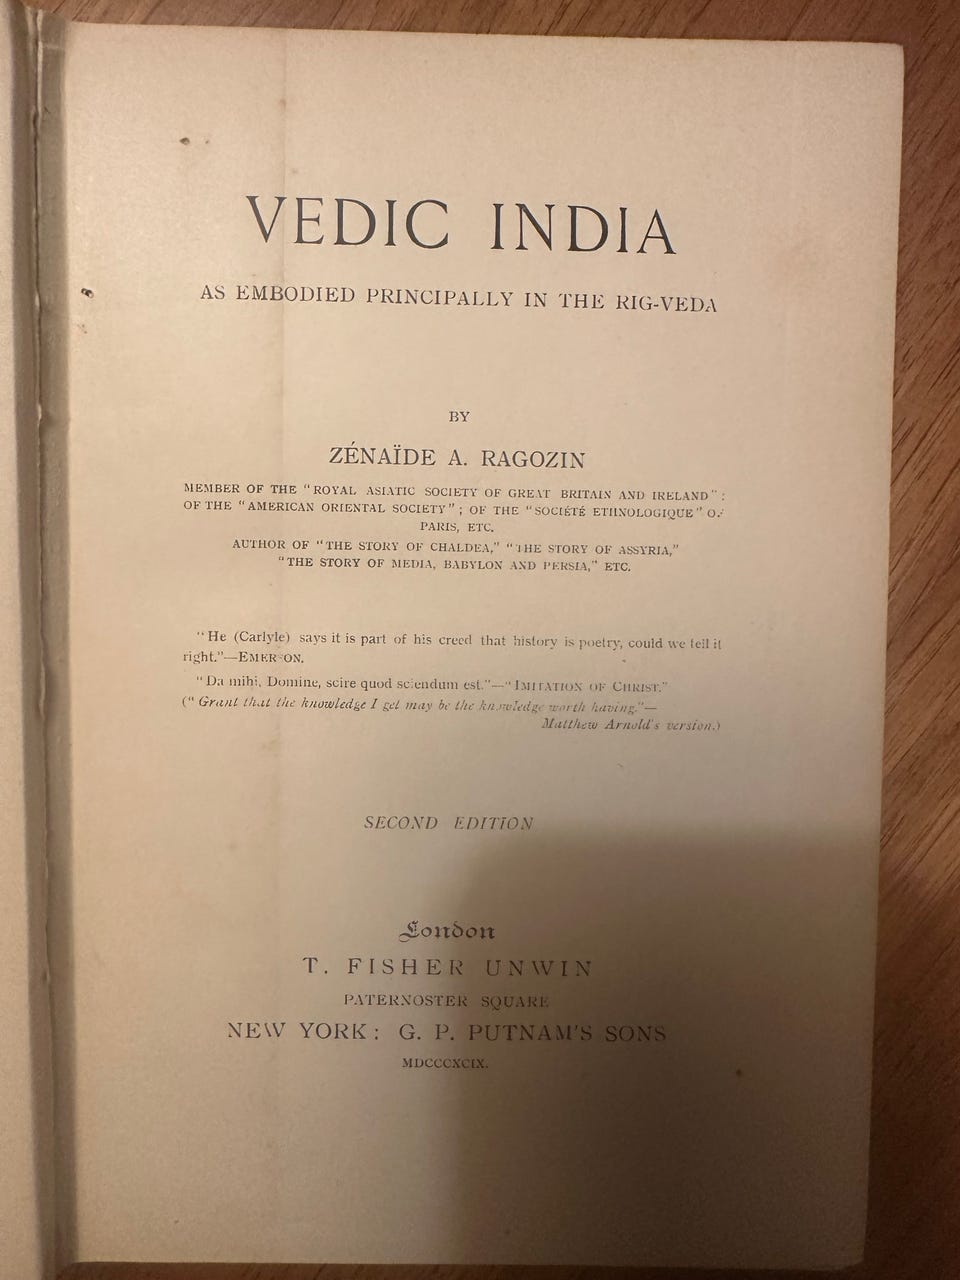 VEDIC INDIA
AS EMBODIED PRINCIPALLY IN THE RIG-VEDA
BY
ZÉNAÏDE A. RAGOZIN
MEMBER OF THE "ROYAL ASIATIC SOCIETY OF GREAT BRITAIN AND IRELAND":
OF THE "AMERICAN ORIENTAL SOCIETY"; OF THE "SOCIÉTÉ ETHNOLOGIQUE" OF
PARIS, ETC.
AUTHOR OF "THE STORY OF CHALDEA," "THE STORY OF ASSYRIA,"
"THE STORY OF MEDIA, BABYLON AND PERSIA," ETC.
"He (Carlyle) says it is part of his creed that history is poetry, could we tell it
right."—EMERSON.
"Da mihi, Domine, scire quod sciendum est."—"IMITATION OF CHRIST."
("Grant that the knowledge I get may be the knowledge worth having."—
Matthew Arnold's version.)
SECOND EDITION
London
T. FISHER UNWIN
PATERNOSTER SQUARE
NEW YORK: G. P. PUTNAM'S SONS
MDCCCXCIX.